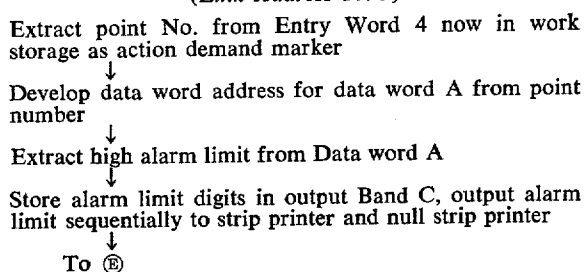 Extract point No. from Entry Word 4 now in work
storage as action demand marker
↓
Develop data word address for data word A from point
number
↓
Extract high alarm limit from Data word A
↓
Store alarm limit digits in output Band C, output alarm
limit sequentially to strip printer and null strip printer
↓
To Ⓔ